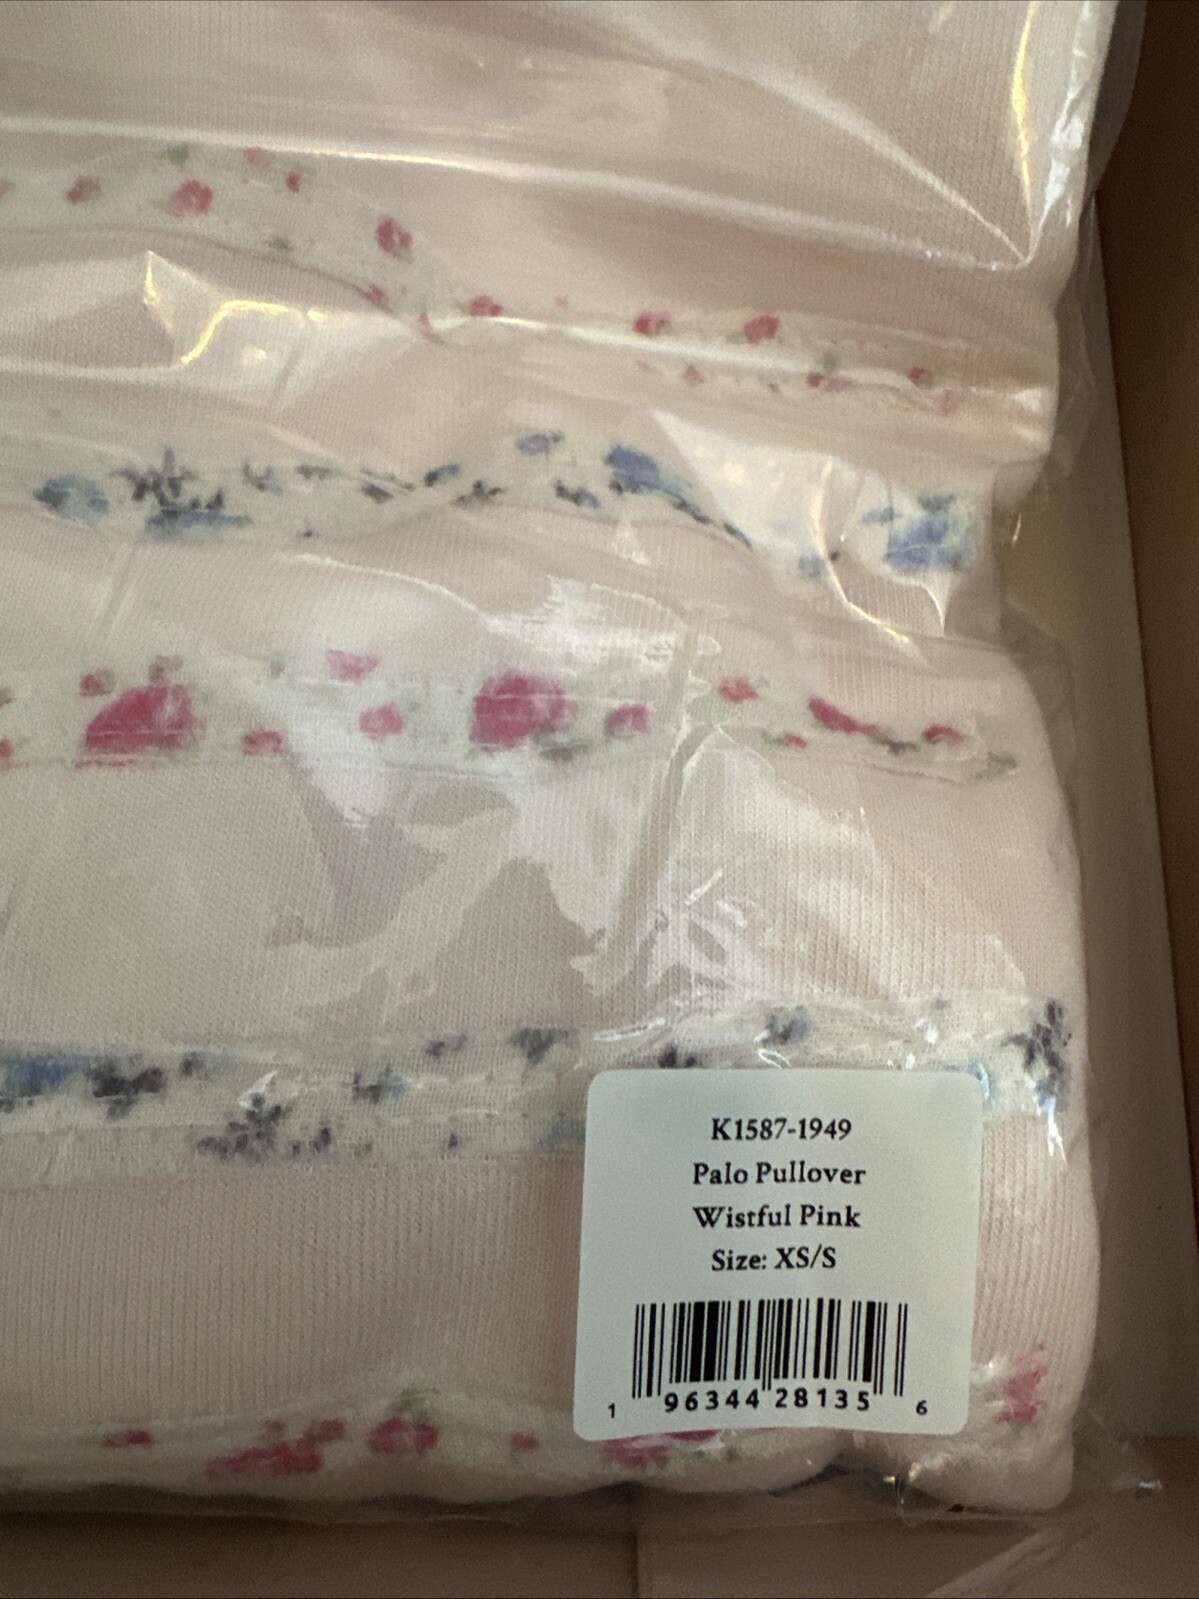 K1587-1949
Palo Pullover
Wistful Pink
Size: XS/S
1 96344 28135 6